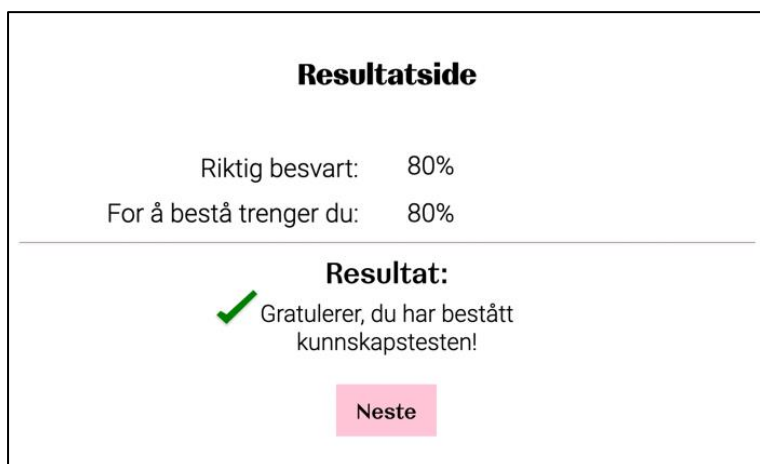 Resultatside
Riktig besvart: 80%
For å bestå trenger du: 80%
Resultat:
Gratulerer, du har bestått
kunnskapstesten!
Neste